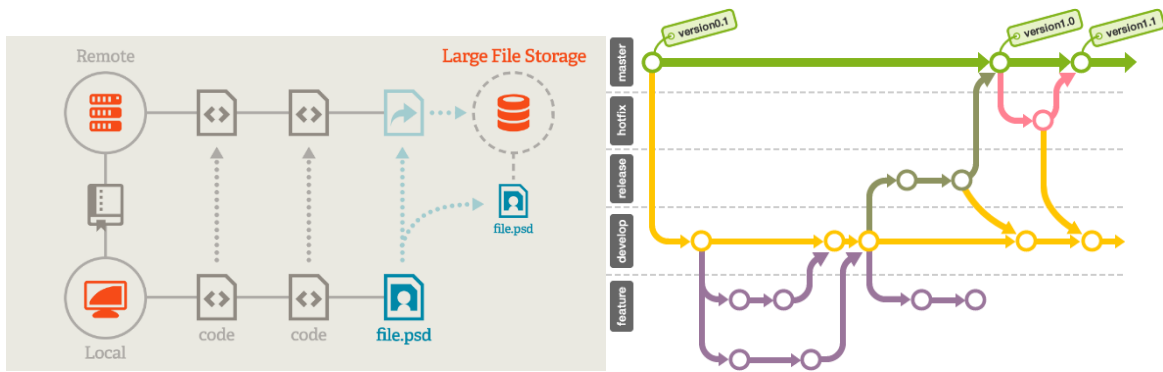 Remote
Large File Storage
file.psd
code
code
file.psd
Local
version0.1
version1.0
version1.1
master
hotfix
release
develop
feature